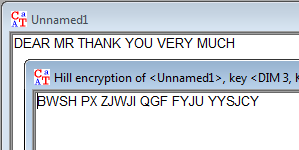 Unnamed1
DEAR MR THANK YOU VERY MUCH
Hill encryption of <Unnamed1>, key <DIM 3,
BWSH PX ZJWJI QGF FYJU YYSJCY